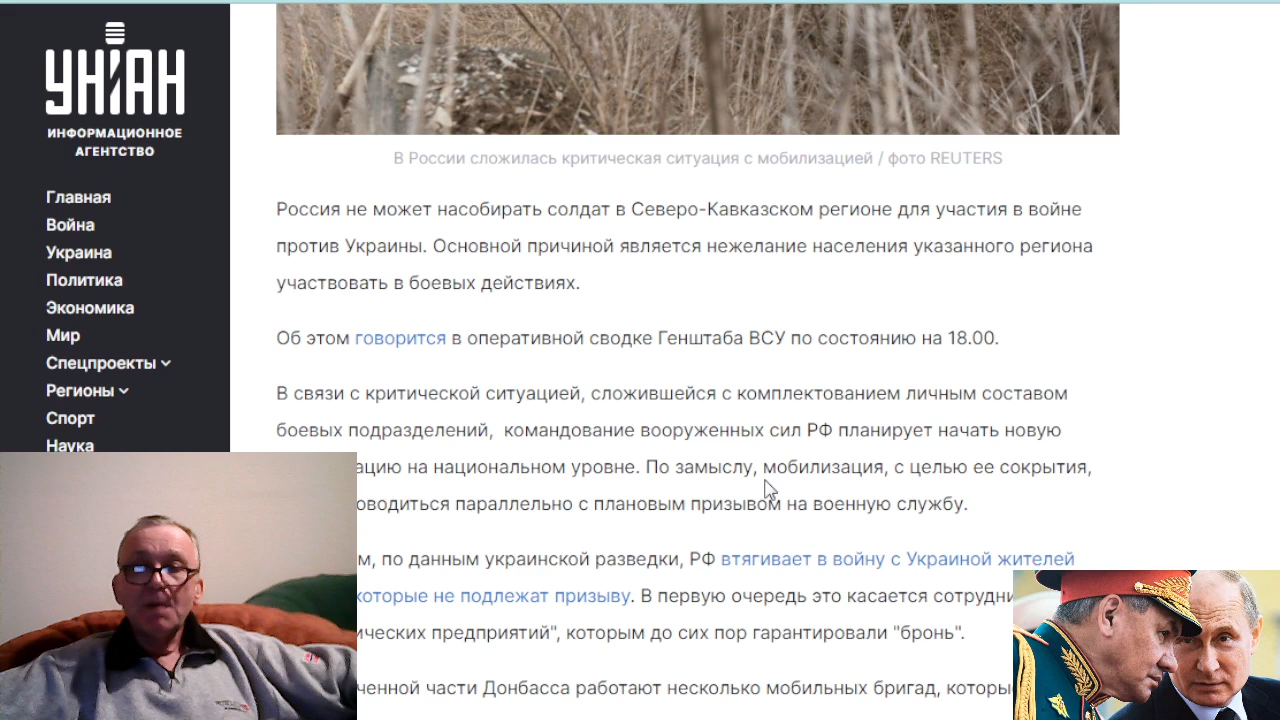 УНІАН
ИНФОРМАЦИОННОЕ
АГЕНТСТВО
Главная
Война
Украина
Политика
Экономика
Мир
Спецпроекты
Регионы
Спорт
Наука
В России сложилась критическая ситуация с мобилизацией / фото REUTERS
Россия не может насобирать солдат в Северо-Кавказском регионе для участия в войне
против Украины. Основной причиной является нежелание населения указанного региона
участвовать в боевых действиях.
Об этом говорится в оперативной сводке Генштаба ВСУ по состоянию на 18.00.
В связи с критической ситуацией, сложившейся с комплектованием личным составом
боевых подразделений, командование вооруженных сил РФ планирует начать новую
ацию на национальном уровне. По замыслу, мобилизация, с целью ее сокрытия,
оводиться параллельно с плановым призывом на военную службу.
м, по данным украинской разведки, РФ втягивает в войну с Украиной жителей
которые не подлежат призыву. В первую очередь это касается сотрудни
ических предприятий", которым до сих пор гарантировали "бронь".
ченной части Донбасса работают несколько мобильных бригад, которы